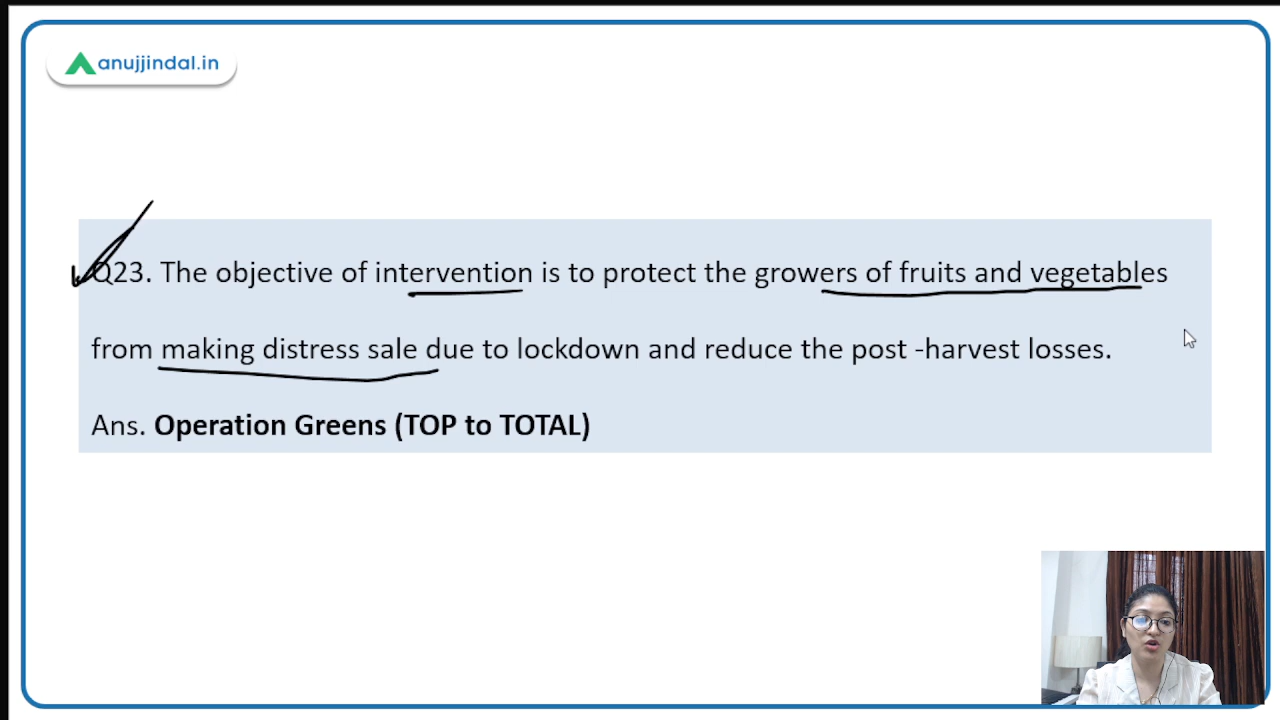 anujjindal.in
Q23. The objective of intervention is to protect the growers of fruits and vegetables
from making distress sale due to lockdown and reduce the post -harvest losses.
Ans. Operation Greens (TOP to TOTAL)